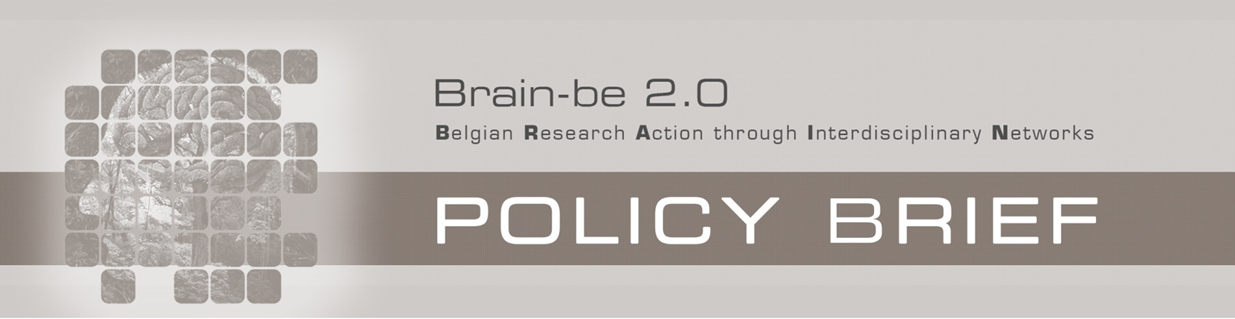 Brain-be 2.0
Belgian Research Action through Interdisciplinary Networks
POLICY BRIEF